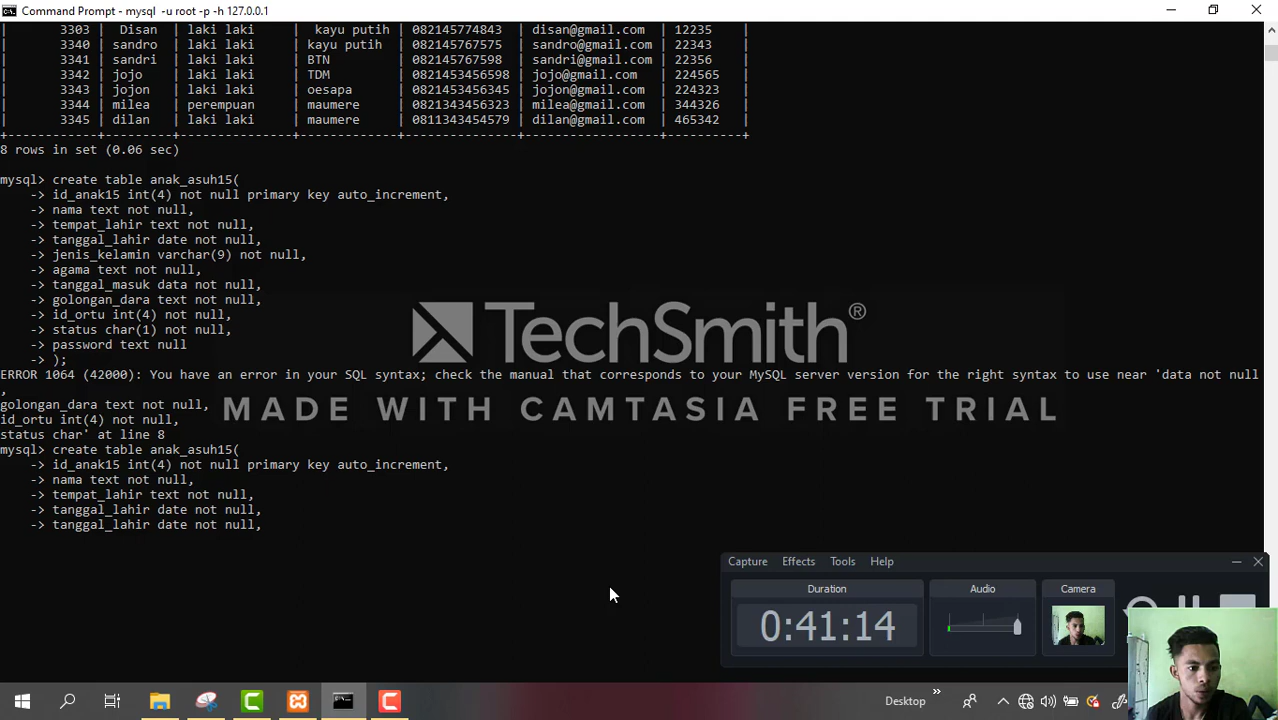 Command Prompt - mysql -u root -p -h 127.0.0.1
| 3303 | Disan | laki laki | kayu putih | 082145774843 | disan@gmail.com | 12235 |
| 3340 | sandro | laki laki | kayu putih | 082145767575 | sandro@gmail.com | 22343 |
| 3341 | sandri | laki laki | BTN | 082145767598 | sandri@gmail.com | 22356 |
| 3342 | jojo | laki laki | TDM | 0821453456598 | jojo@gmail.com | 224565 |
| 3343 | jojon | laki laki | oesapa | 0821453456345 | jojon@gmail.com | 224323 |
| 3344 | milea | perempuan | maumere | 0821343456323 | milea@gmail.com | 344326 |
| 3345 | dilan | laki laki | maumere | 0811343454579 | dilan@gmail.com | 465342 |
+------------+---------+---------------+-------------+---------------+------------------+----------+
8 rows in set (0.06 sec)
mysql> create table anak_asuh15(
-> id_anak15 int(4) not null primary key auto_increment,
-> nama text not null,
-> tempat_lahir text not null,
-> tanggal_lahir date not null,
-> jenis_kelamin varchar(9) not null,
-> agama text not null,
-> tanggal_masuk data not null,
-> golongan_dara text not null,
-> id_ortu int(4) not null,
-> status char(1) not null,
-> password text null
-> );
ERROR 1064 (42000): You have an error in your SQL syntax; check the manual that corresponds to your MySQL server version for the right syntax to use near 'data not null
,
golongan_dara text not null,
id_ortu int(4) not null,
status char' at line 8
mysql> create table anak_asuh15(
-> id_anak15 int(4) not null primary key auto_increment,
-> nama text not null,
-> tempat_lahir text not null,
-> tanggal_lahir date not null,
-> tanggal_lahir date not null,
TechSmith®
MADE WITH CAMTASIA FREE TRIAL
Capture Effects Tools Help
Duration Audio Camera
0:41:14
Desktop